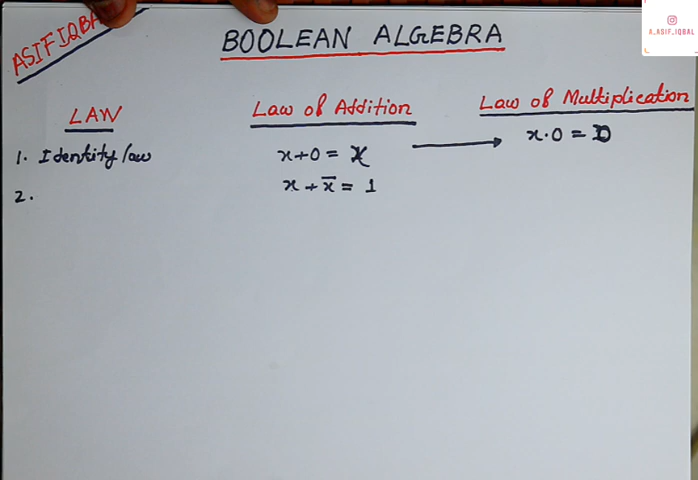 ASIF IQBA
A_ASIF_IQBAL
BOOLEAN ALGEBRA
LAW
Law of Addition
Law of Multiplication
1. Identity law
x+0 = x
x·0 = 0
2.
x + x̅ = 1